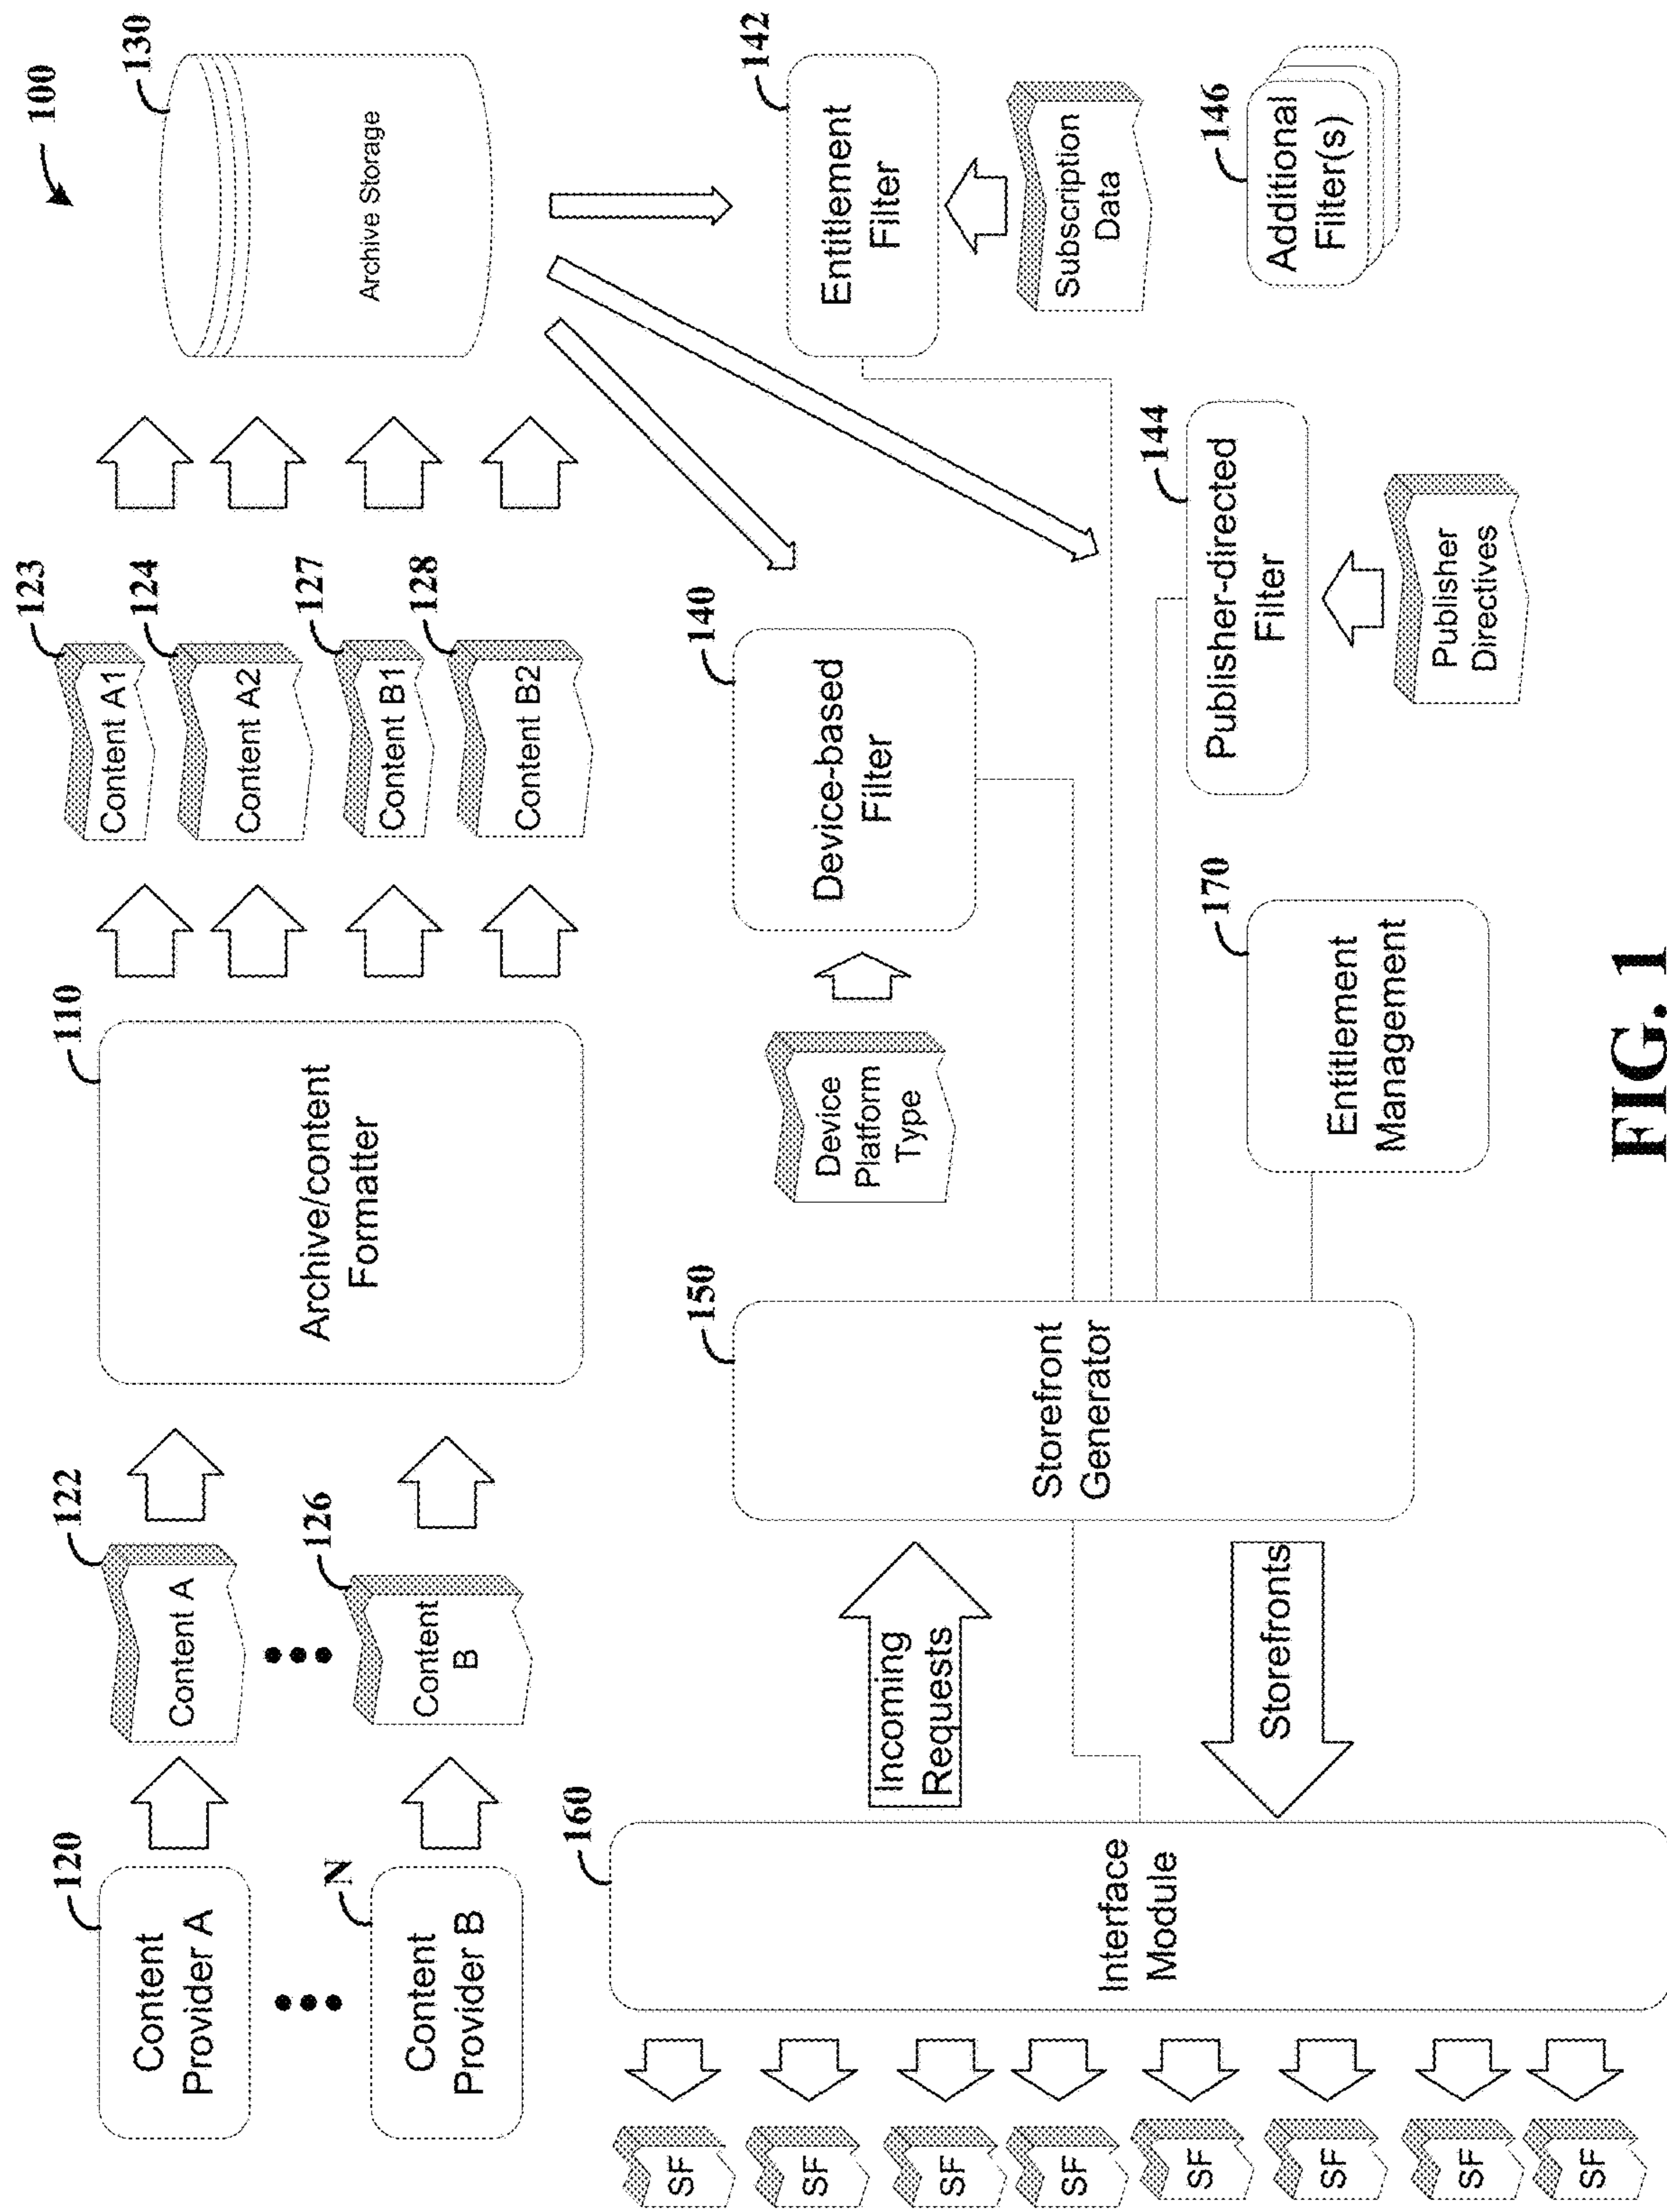 100
120
Content
Provider A
122
Content A
110
Archive/content
Formatter
123
Content A1
124
Content A2
130
Archive Storage
N
Content
Provider B
126
Content
B
127
Content B1
128
Content B2
160
Interface
Module
Incoming
Requests
Storefronts
150
Storefront
Generator
Device
Platform
Type
140
Device-based
Filter
142
Entitlement
Filter
Subscription
Data
144
Publisher-directed
Filter
Publisher
Directives
146
Additional
Filter(s)
170
Entitlement
Management
SF
SF
SF
SF
SF
SF
SF
SF
FIG. 1